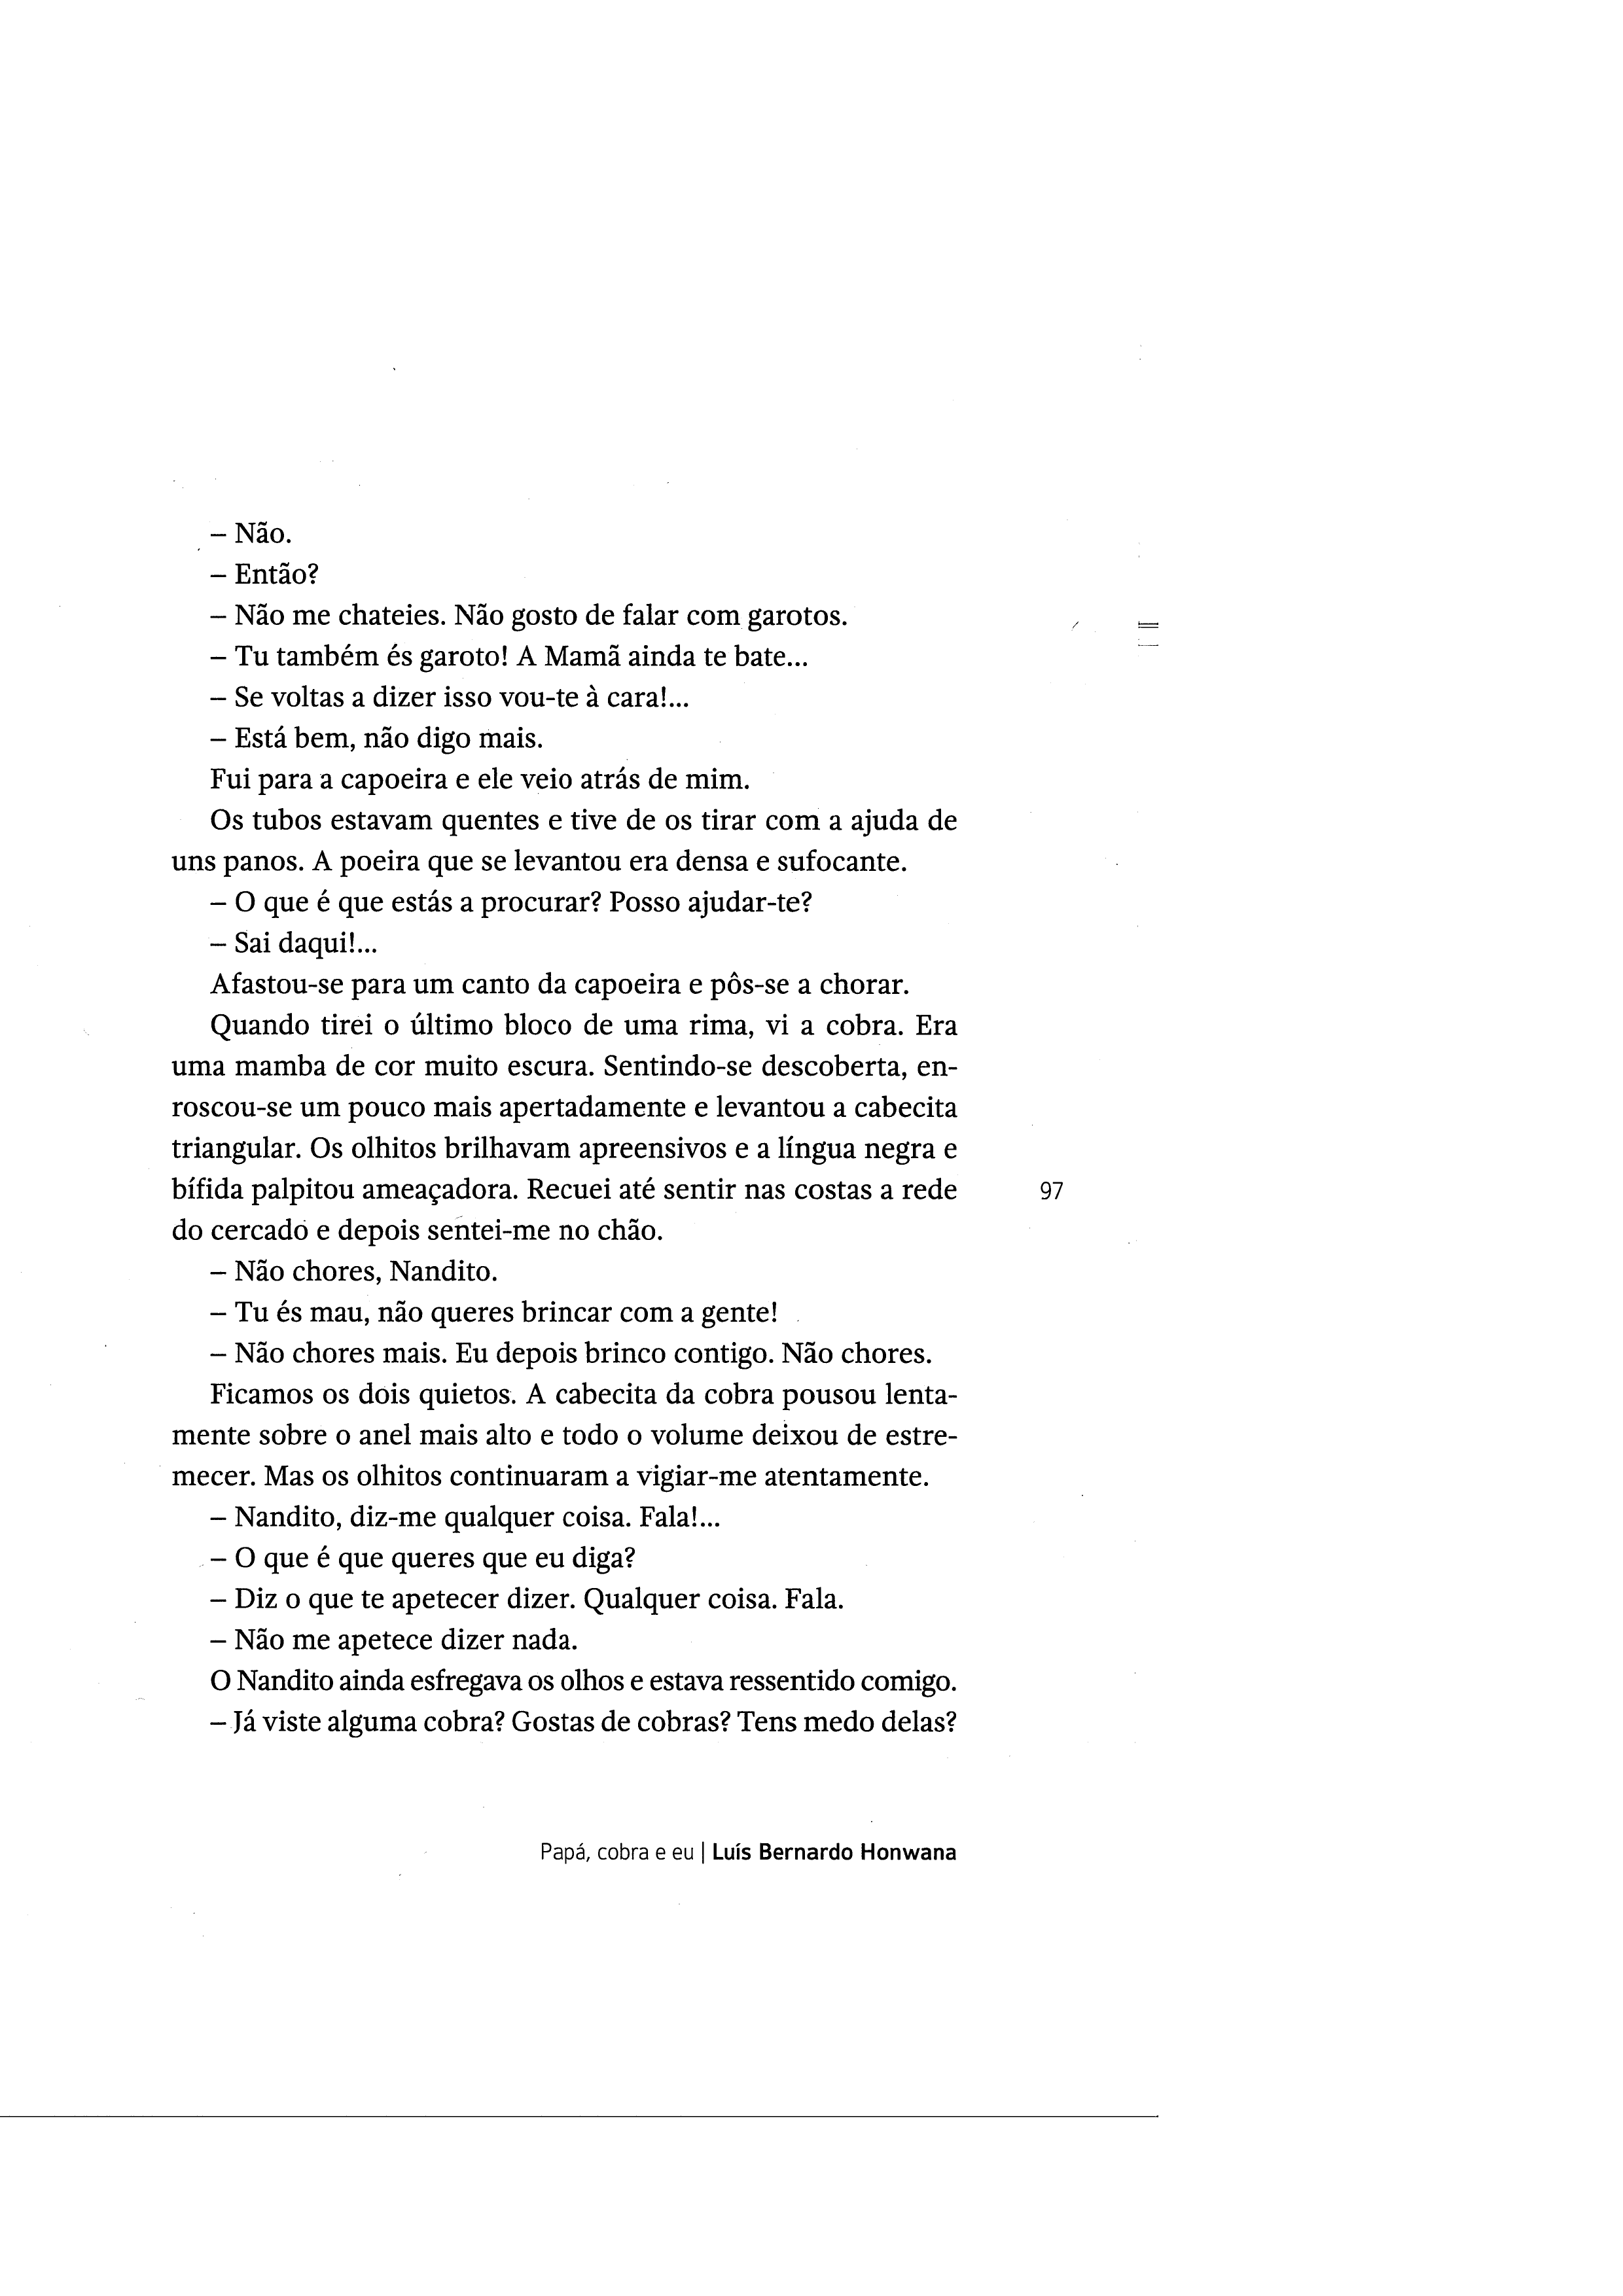 – Não.
– Então?
– Não me chateies. Não gosto de falar com garotos.
– Tu também és garoto! A Mamã ainda te bate...
– Se voltas a dizer isso vou-te à cara!...
– Está bem, não digo mais.
Fui para a capoeira e ele veio atrás de mim.
Os tubos estavam quentes e tive de os tirar com a ajuda de
uns panos. A poeira que se levantou era densa e sufocante.
– O que é que estás a procurar? Posso ajudar-te?
– Sai daqui!...
Afastou-se para um canto da capoeira e pôs-se a chorar.
Quando tirei o último bloco de uma rima, vi a cobra. Era
uma mamba de cor muito escura. Sentindo-se descoberta, en-
roscou-se um pouco mais apertadamente e levantou a cabecita
triangular. Os olhitos brilhavam apreensivos e a língua negra e
bífida palpitou ameaçadora. Recuei até sentir nas costas a rede
97
do cercado e depois sentei-me no chão.
– Não chores, Nandito.
– Tu és mau, não queres brincar com a gente!
– Não chores mais. Eu depois brinco contigo. Não chores.
Ficamos os dois quietos. A cabecita da cobra pousou lenta-
mente sobre o anel mais alto e todo o volume deixou de estre-
mecer. Mas os olhitos continuaram a vigiar-me atentamente.
– Nandito, diz-me qualquer coisa. Fala!...
– O que é que queres que eu diga?
– Diz o que te apetecer dizer. Qualquer coisa. Fala.
– Não me apetece dizer nada.
O Nandito ainda esfregava os olhos e estava ressentido comigo.
– Já viste alguma cobra? Gostas de cobras? Tens medo delas?
Papá, cobra e eu | Luís Bernardo Honwana